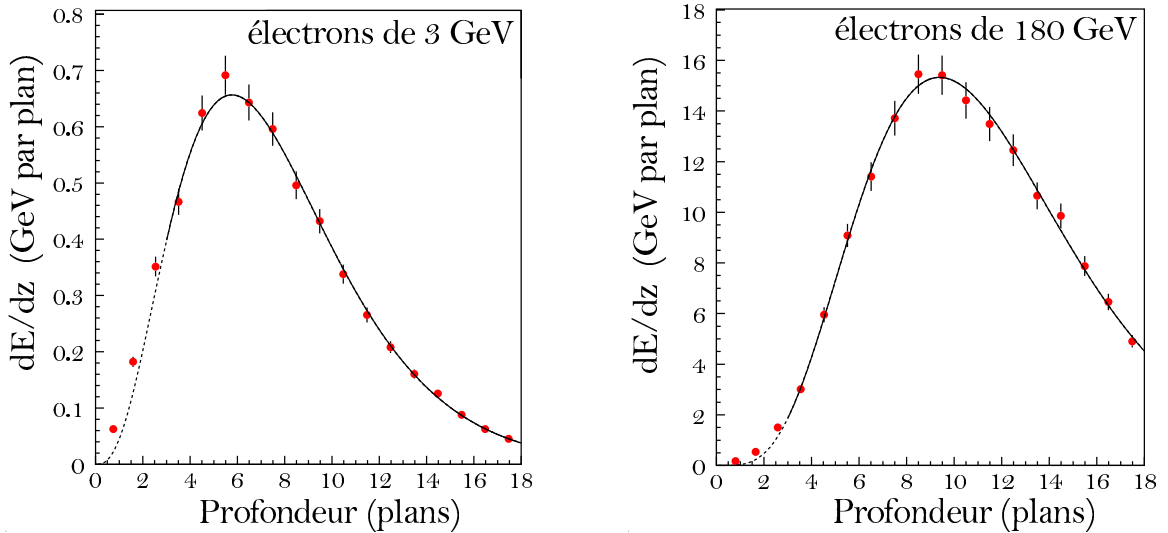 électrons de 3 GeV
dE/dz (GeV par plan)
0.8
0.7
0.6
0.5
0.4
0.3
0.2
0.1
0
0 2 4 6 8 10 12 14 16 18
Profondeur (plans)
électrons de 180 GeV
dE/dz (GeV par plan)
18
16
14
12
10
8
6
4
2
0
0 2 4 6 8 10 12 14 16 18
Profondeur (plans)